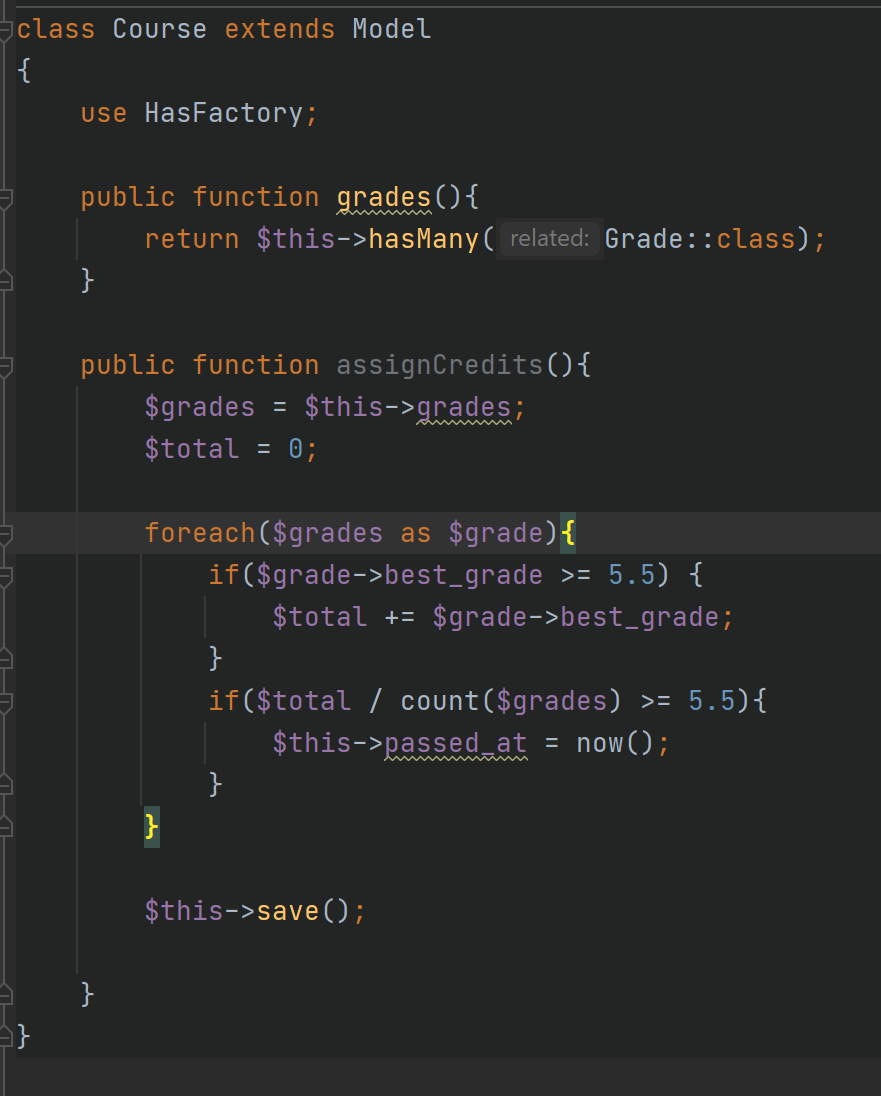 class Course extends Model
{
    use HasFactory;

    public function grades(){
        return $this->hasMany( related: Grade::class);
    }

    public function assignCredits(){
        $grades = $this->grades;
        $total = 0;

        foreach($grades as $grade){
            if($grade->best_grade >= 5.5) {
                $total += $grade->best_grade;
            }
            if($total / count($grades) >= 5.5){
                $this->passed_at = now();
            }
        }

        $this->save();

    }
}